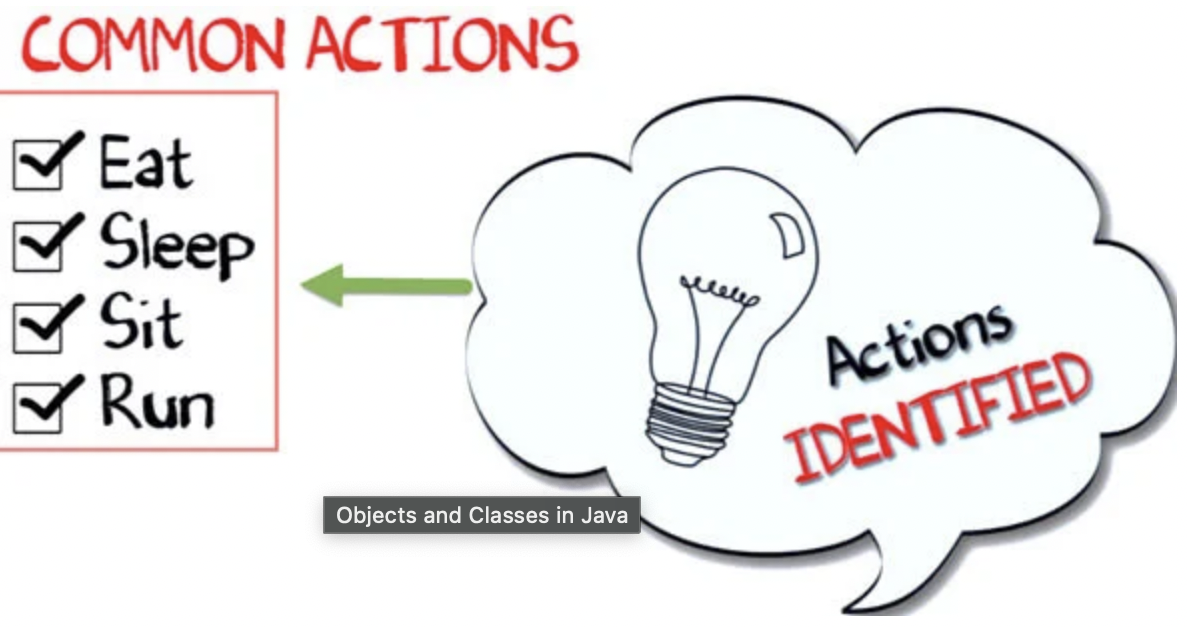 COMMON ACTIONS
Eat
Sleep
Sit
Run
Actions
IDENTIFIED
Objects and Classes in Java